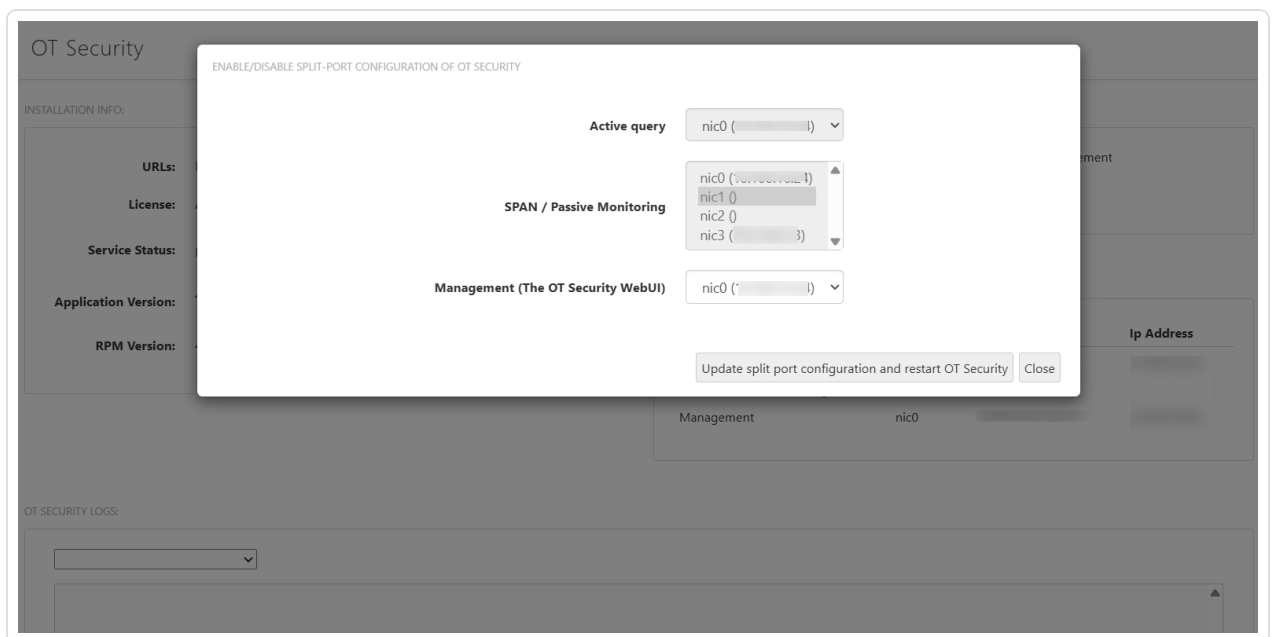 OT Security
ENABLE/DISABLE SPLIT-PORT CONFIGURATION OF OT SECURITY
INSTALLATION INFO:
Active query
nic0 (
URLs:
ement
SPAN / Passive Monitoring
nic0 (
nic1 ()
nic2 ()
nic3 ( 3)
License:
Service Status:
Management (The OT Security WebUI)
nic0 (
Application Version:
RPM Version:
Ip Address
Update split port configuration and restart OT Security
Close
Management nic0
OT SECURITY LOGS: